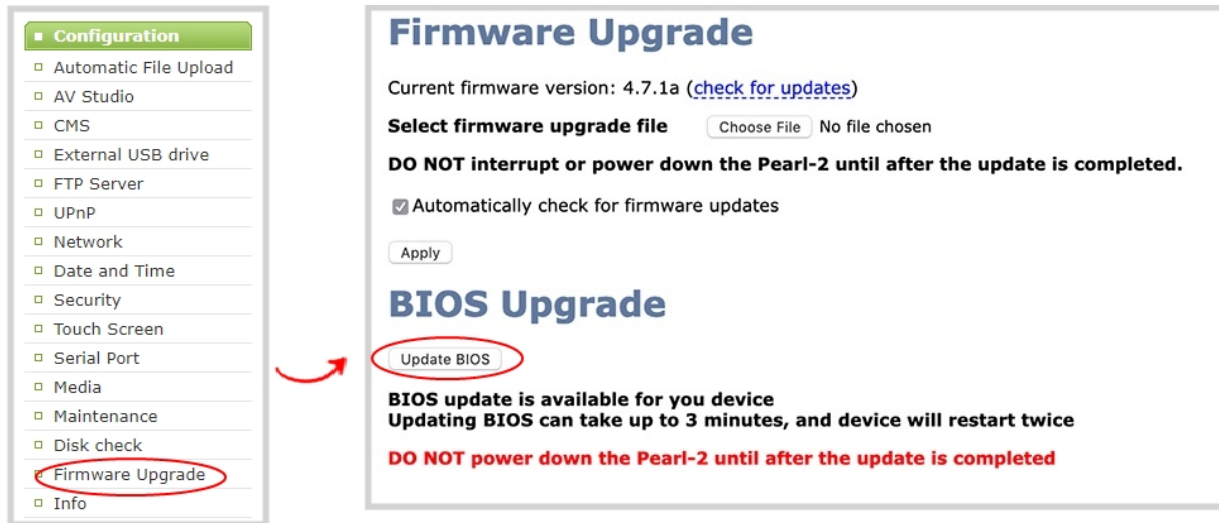 Configuration
Automatic File Upload
AV Studio
CMS
External USB drive
FTP Server
UPnP
Network
Date and Time
Security
Touch Screen
Serial Port
Media
Maintenance
Disk check
Firmware Upgrade
Info
Firmware Upgrade
Current firmware version: 4.7.1a (check for updates)
Select firmware upgrade file Choose File No file chosen
DO NOT interrupt or power down the Pearl-2 until after the update is completed.
Automatically check for firmware updates
Apply
BIOS Upgrade
Update BIOS
BIOS update is available for you device
Updating BIOS can take up to 3 minutes, and device will restart twice
DO NOT power down the Pearl-2 until after the update is completed